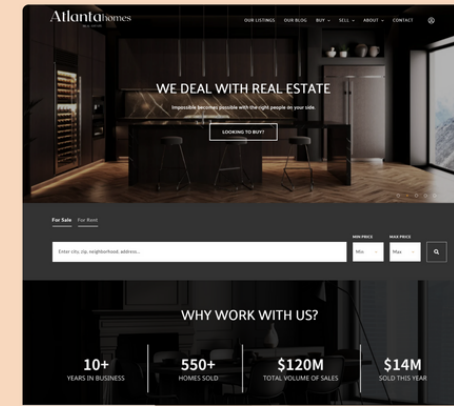 Atlantahomes
OUR LISTINGS OUR BLOG BUY SELL ABOUT CONTACT
WE DEAL WITH REAL ESTATE
Impossible becomes possible with the right people on your side.
LOOKING TO BUY?
For Sale For Rent
MIN PRICE MAX PRICE
Enter city, zip, neighborhood, address... Min Max
WHY WORK WITH US?
10+ 550+ $120M $14M
YEARS IN BUSINESS HOMES SOLD TOTAL VOLUME OF SALES SOLD THIS YEAR